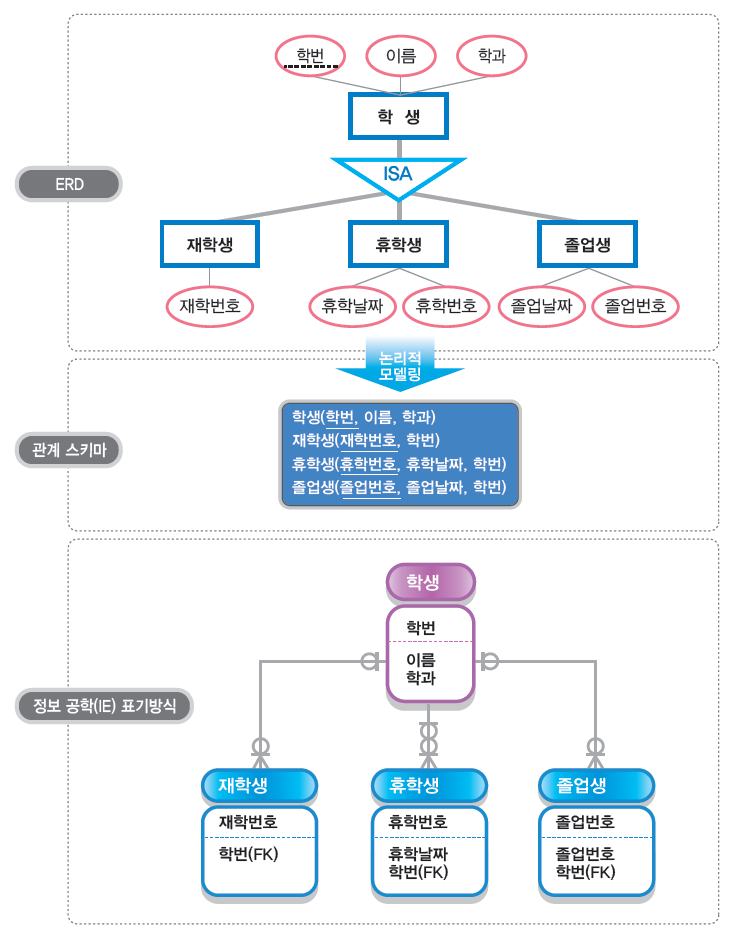 학번 이름 학과
학 생
ISA
ERD
재학생 휴학생 졸업생
재학번호 휴학날짜 휴학번호 졸업날짜 졸업번호
논리적
모델링
관계 스키마
학생(학번, 이름, 학과)
재학생(재학번호, 학번)
휴학생(휴학번호, 휴학날짜, 학번)
졸업생(졸업번호, 졸업날짜, 학번)
정보 공학(IE) 표기방식
학생
학번
이름
학과
재학생
재학번호
학번(FK)
휴학생
휴학번호
휴학날짜
학번(FK)
졸업생
졸업번호
졸업번호
학번(FK)